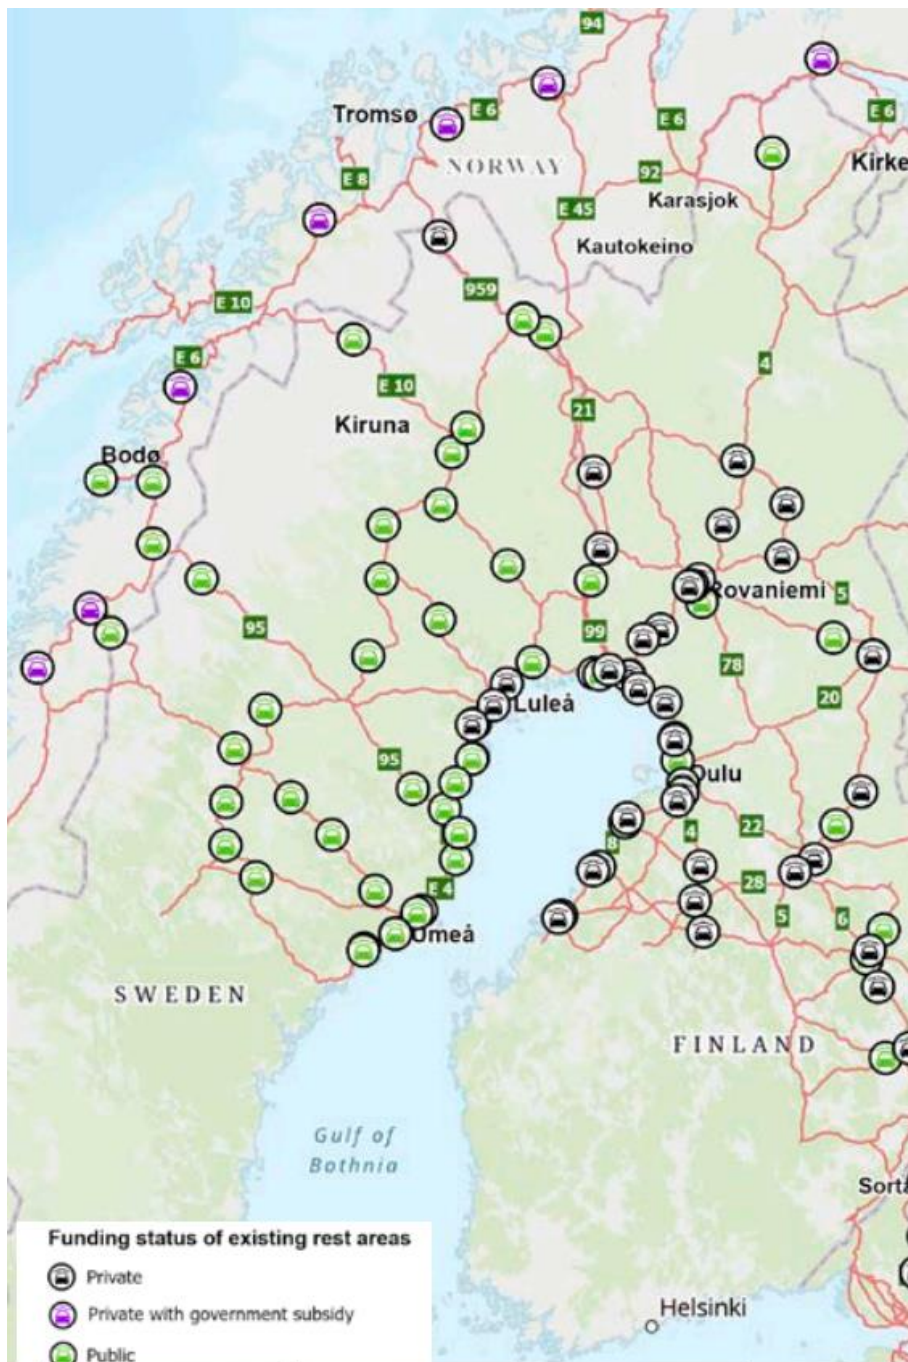 94
Tromsø
E 6
E 6
E 6
NORWAY
Kirke
92
E 8
Karasjok
E 45
Kautokeino
959
E 10
E 6
4
E 10
21
Kiruna
Bodø
Rovaniemi
5
95
99
78
20
Luleå
95
Oulu
4
22
8
28
E 4
5
6
Umeå
SWEDEN
FINLAND
Gulf of
Bothnia
Sortå
Funding status of existing rest areas
Private
Private with government subsidy
Helsinki
Public